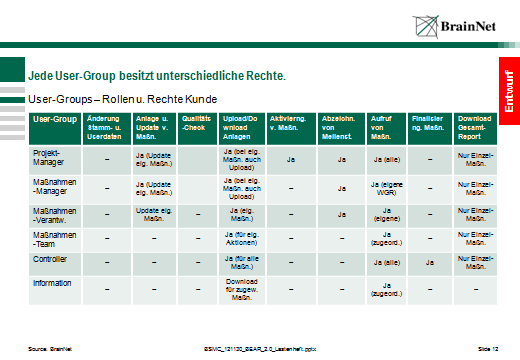 BrainNet
Jede User-Group besitzt unterschiedliche Rechte.
Entwurf
User-Groups – Rollen u. Rechte Kunde
User-Group
Änderung
Stamm- u.
Userdaten
Anlage u.
Update v.
Maßn.
Qualitäts
-Check
Upload/Do
wnload
Anlagen
Aktivierng.
v. Maßn.
Abzeichn.
von
Meilenst.
Aufruf
von
Maßn.
Finalisier
ng. Maßn.
Download
Gesamt-
Report
Projekt-
Manager
–
Ja (Update
eig. Maßn.)
Ja (bei eig.
Maßn. auch
Upload)
Ja
Ja
Ja (alle)
–
Nur Einzel-
Maßn.
Maßnahmen
-Manager
–
Ja (Update
eig. Maßn.)
Ja (bei eig.
Maßn. auch
Upload)
–
Ja
Ja (eigene
WGR)
–
Nur Einzel-
Maßn.
Maßnahmen
-Verantw.
–
Update eig.
Maßn.
–
Ja (eig.
Maßn.)
–
Ja
Ja
(eigene)
–
Nur Einzel-
Maßn.
Maßnahmen
-Team
–
–
–
Ja (für eig.
Aktionen)
–
–
Ja
(zugeord.)
–
Nur Einzel-
Maßn.
Controller
–
–
–
Ja (für alle
Maßn.)
–
–
Ja (alle)
Ja
Nur Einzel-
Maßn.
Information
–
–
–
Download
für zugew.
Maßn.
–
–
Ja
(zugeord.)
–
–
Source: BrainNet
BSMC_121130_BEAR_2.0_Lastenheft.pptx
Slide 12